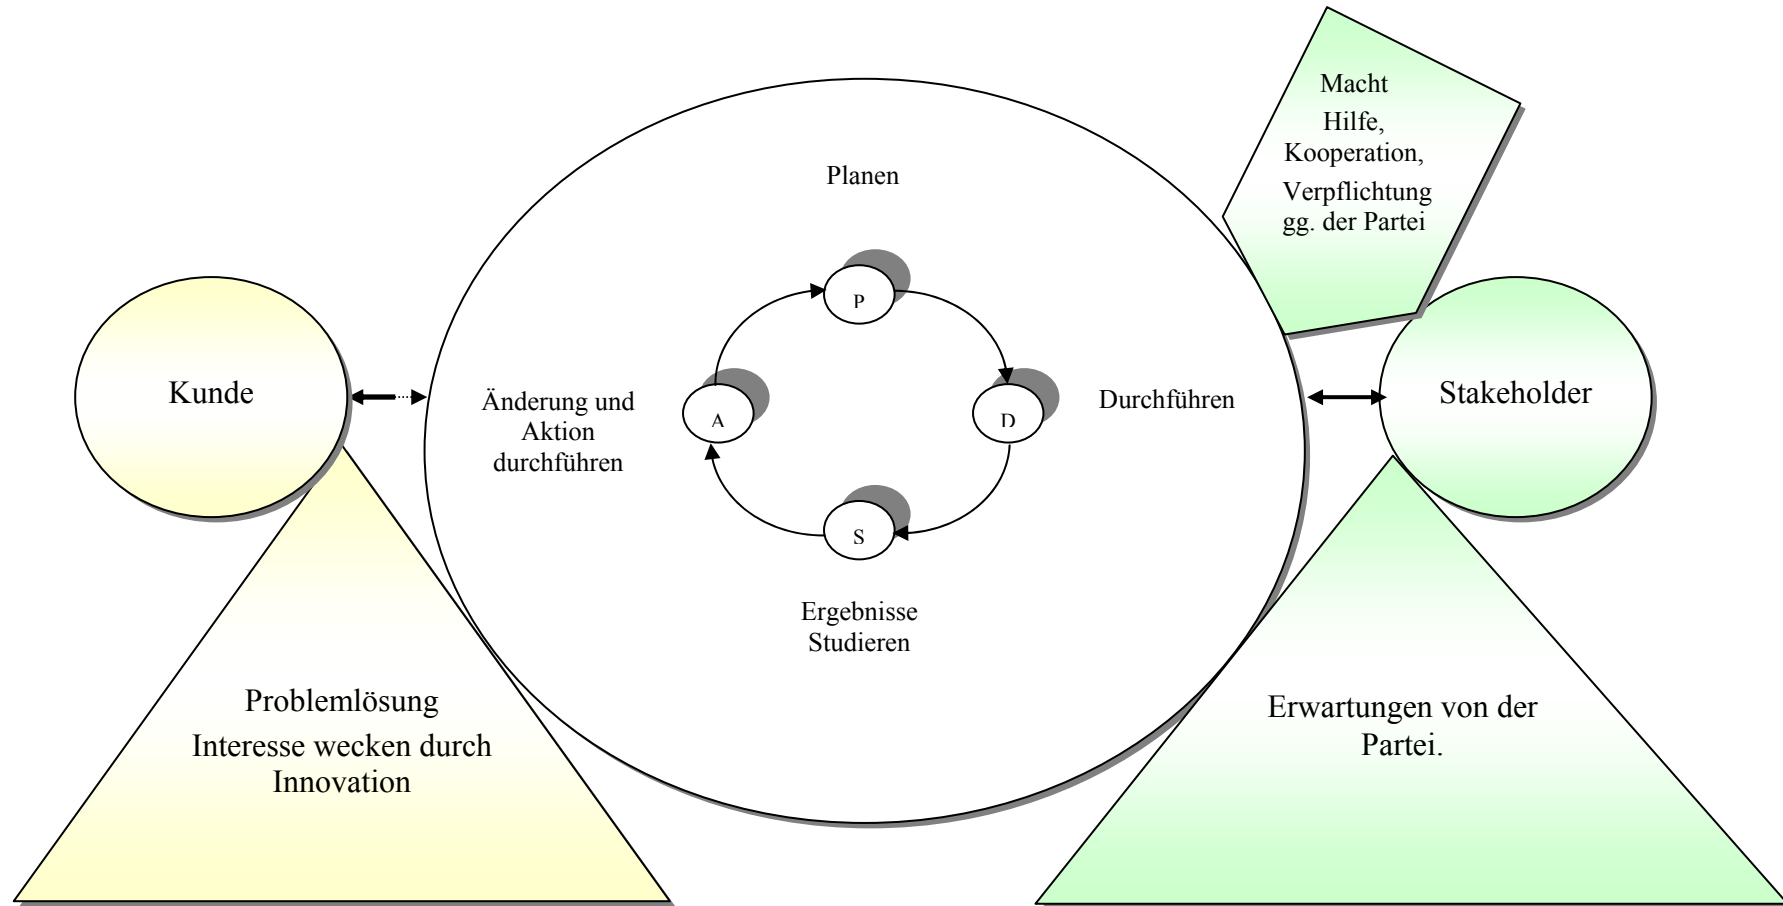 Macht
Hilfe,
Kooperation,
Verpflichtung
gg. der Partei
Planen
P
Kunde
Änderung und
Aktion
durchführen
A
D
Durchführen
Stakeholder
S
Ergebnisse
Studieren
Problemlösung
Interesse wecken durch
Innovation
Erwartungen von der
Partei.